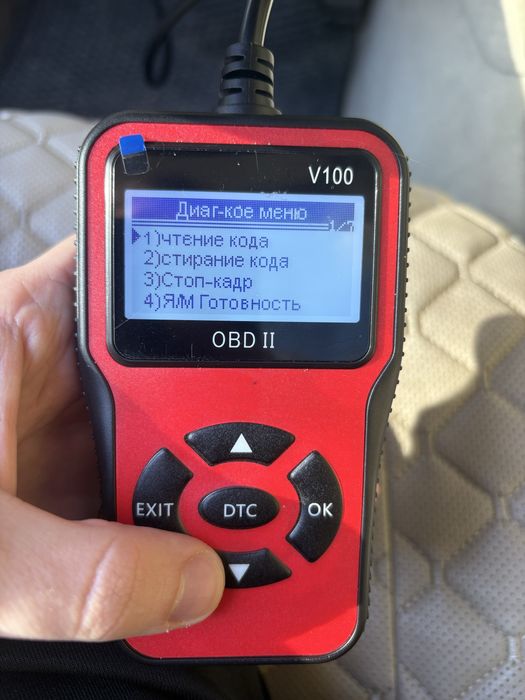 V100
Диаг-кое меню
1/7
1)чтение кода
2)стирание кода
3)Стоп-кадр
4)Я/М Готовность
OBD II
EXIT
DTC
OK